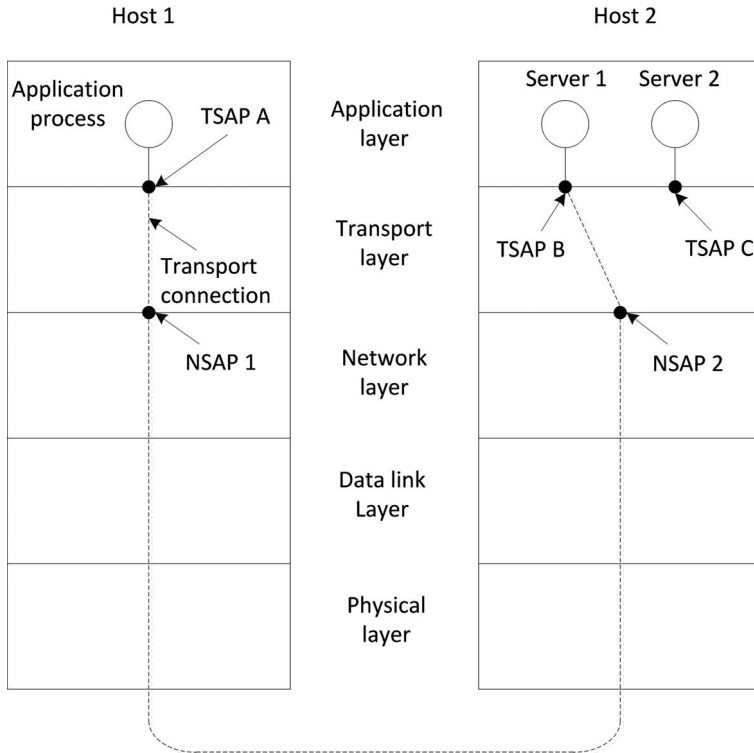 Host 1
Host 2
Application
process
TSAP A
Application
layer
Server 1
Server 2
Transport
connection
Transport
layer
TSAP B
TSAP C
NSAP 1
Network
layer
NSAP 2
Data link
Layer
Physical
layer